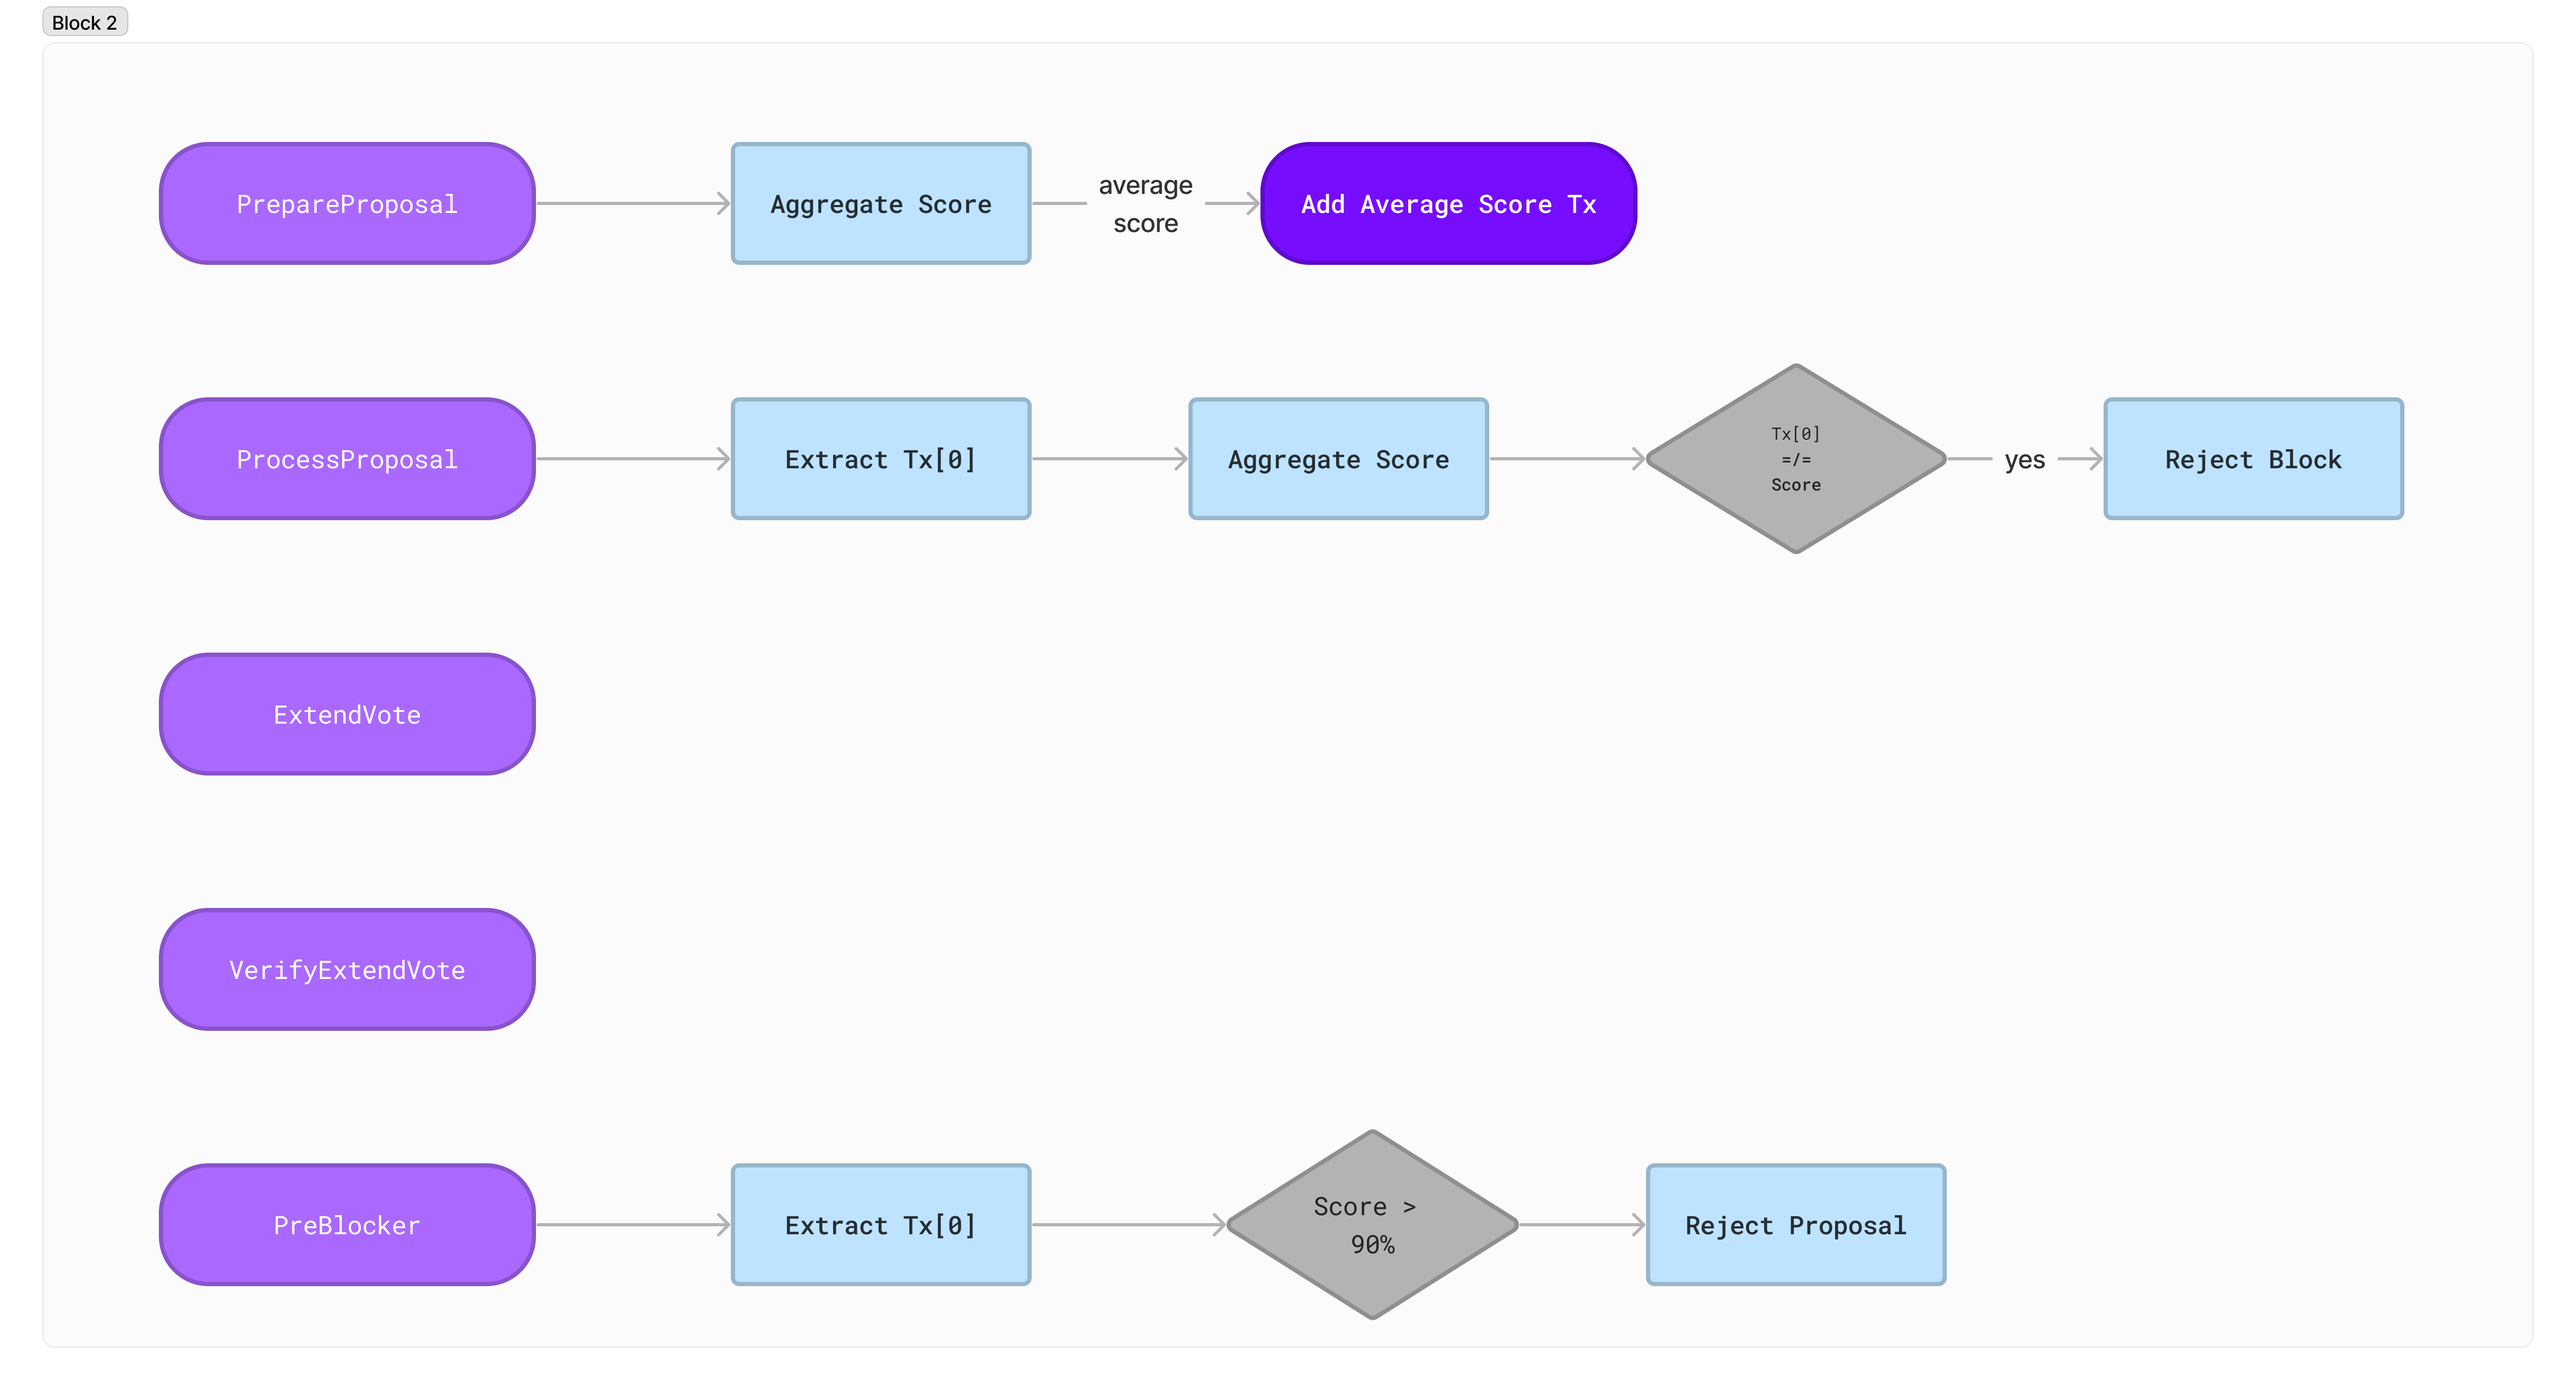 Block 2
PrepareProposal
Aggregate Score
average
score
Add Average Score Tx
ProcessProposal
Extract Tx[0]
Aggregate Score
Tx[0]
=/=
Score
yes
Reject Block
ExtendVote
VerifyExtendVote
PreBlocker
Extract Tx[0]
Score >
90%
Reject Proposal